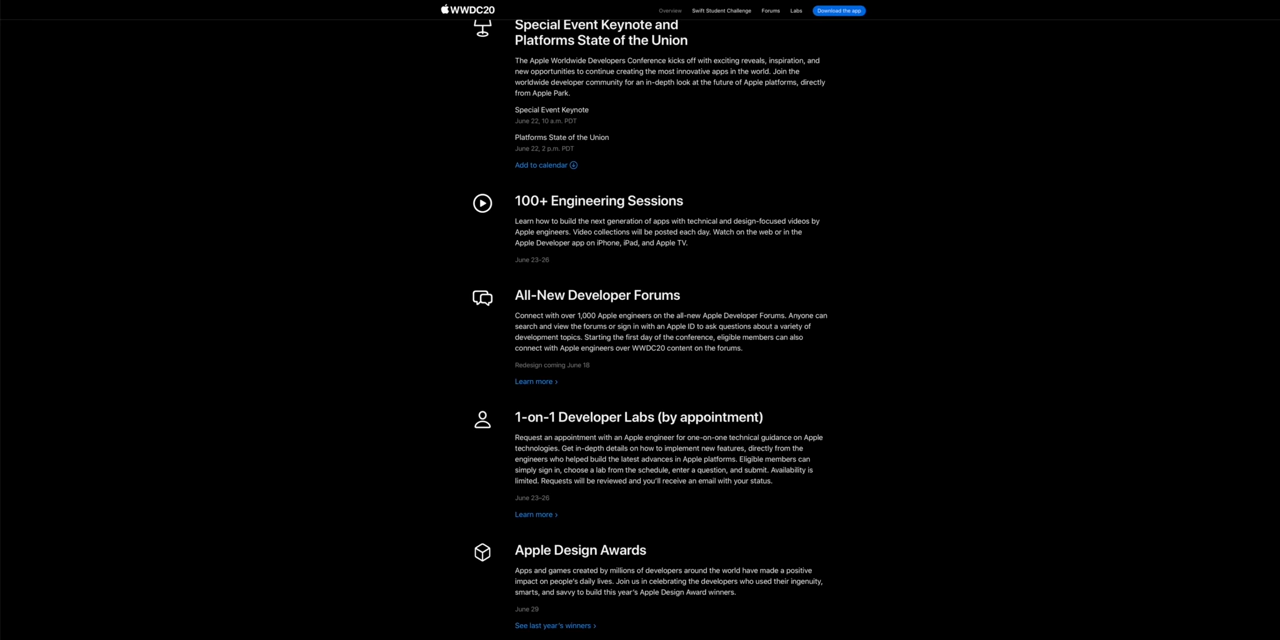 WWDC20
Overview
Swift Student Challenge
Forums
Labs
Download the app
Special Event Keynote and
Platforms State of the Union
The Apple Worldwide Developers Conference kicks off with exciting reveals, inspiration, and
new opportunities to continue creating the most innovative apps in the world. Join the
worldwide developer community for an in-depth look at the future of Apple platforms, directly
from Apple Park.
Special Event Keynote
June 22, 10 a.m. PDT
Platforms State of the Union
June 22, 2 p.m. PDT
Add to calendar
100+ Engineering Sessions
Learn how to build the next generation of apps with technical and design-focused videos by
Apple engineers. Video collections will be posted each day. Watch on the web or in the
Apple Developer app on iPhone, iPad, and Apple TV.
June 23-26
All-New Developer Forums
Connect with over 1,000 Apple engineers on the all-new Apple Developer Forums. Anyone can
search and view the forums or sign in with an Apple ID to ask questions about a variety of
development topics. Starting the first day of the conference, eligible members can also
connect with Apple engineers over WWDC20 content on the forums.
Redesign coming June 18
Learn more ›
1-on-1 Developer Labs (by appointment)
Request an appointment with an Apple engineer for one-on-one technical guidance on Apple
technologies. Get in-depth details on how to implement new features, directly from the
engineers who helped build the latest advances in Apple platforms. Eligible members can
simply sign in, choose a lab from the schedule, enter a question, and submit. Availability is
limited. Requests will be reviewed and you'll receive an email with your status.
June 23–26
Learn more ›
Apple Design Awards
Apps and games created by millions of developers around the world have made a positive
impact on people's daily lives. Join us in celebrating the developers who used their ingenuity,
smarts, and savvy to build this year's Apple Design Award winners.
June 29
See last year's winners ›